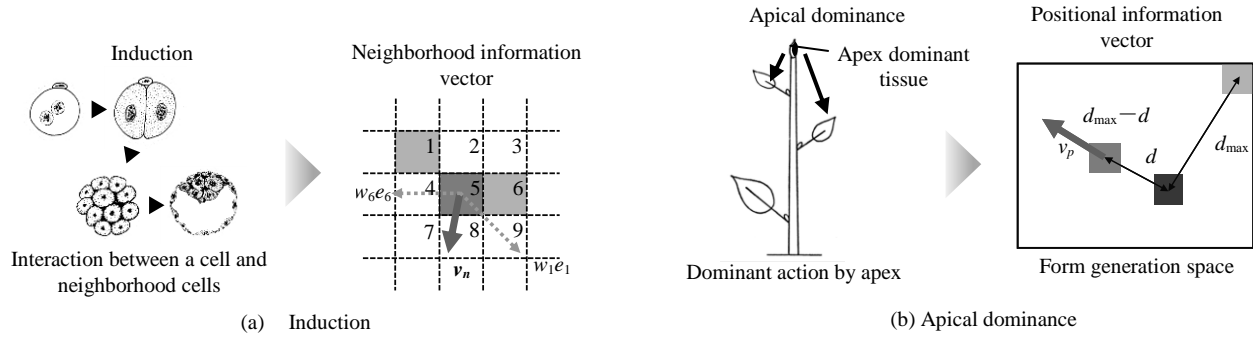 Induction
Interaction between a cell and
neighborhood cells
Neighborhood information
vector
1 2 3
4 5 6
7 8 9
w6e6
w1e1
vn
(a) Induction
Apical dominance
Apex dominant
tissue
Dominant action by apex
Positional information
vector
dmax−d
vp
d
dmax
Form generation space
(b) Apical dominance